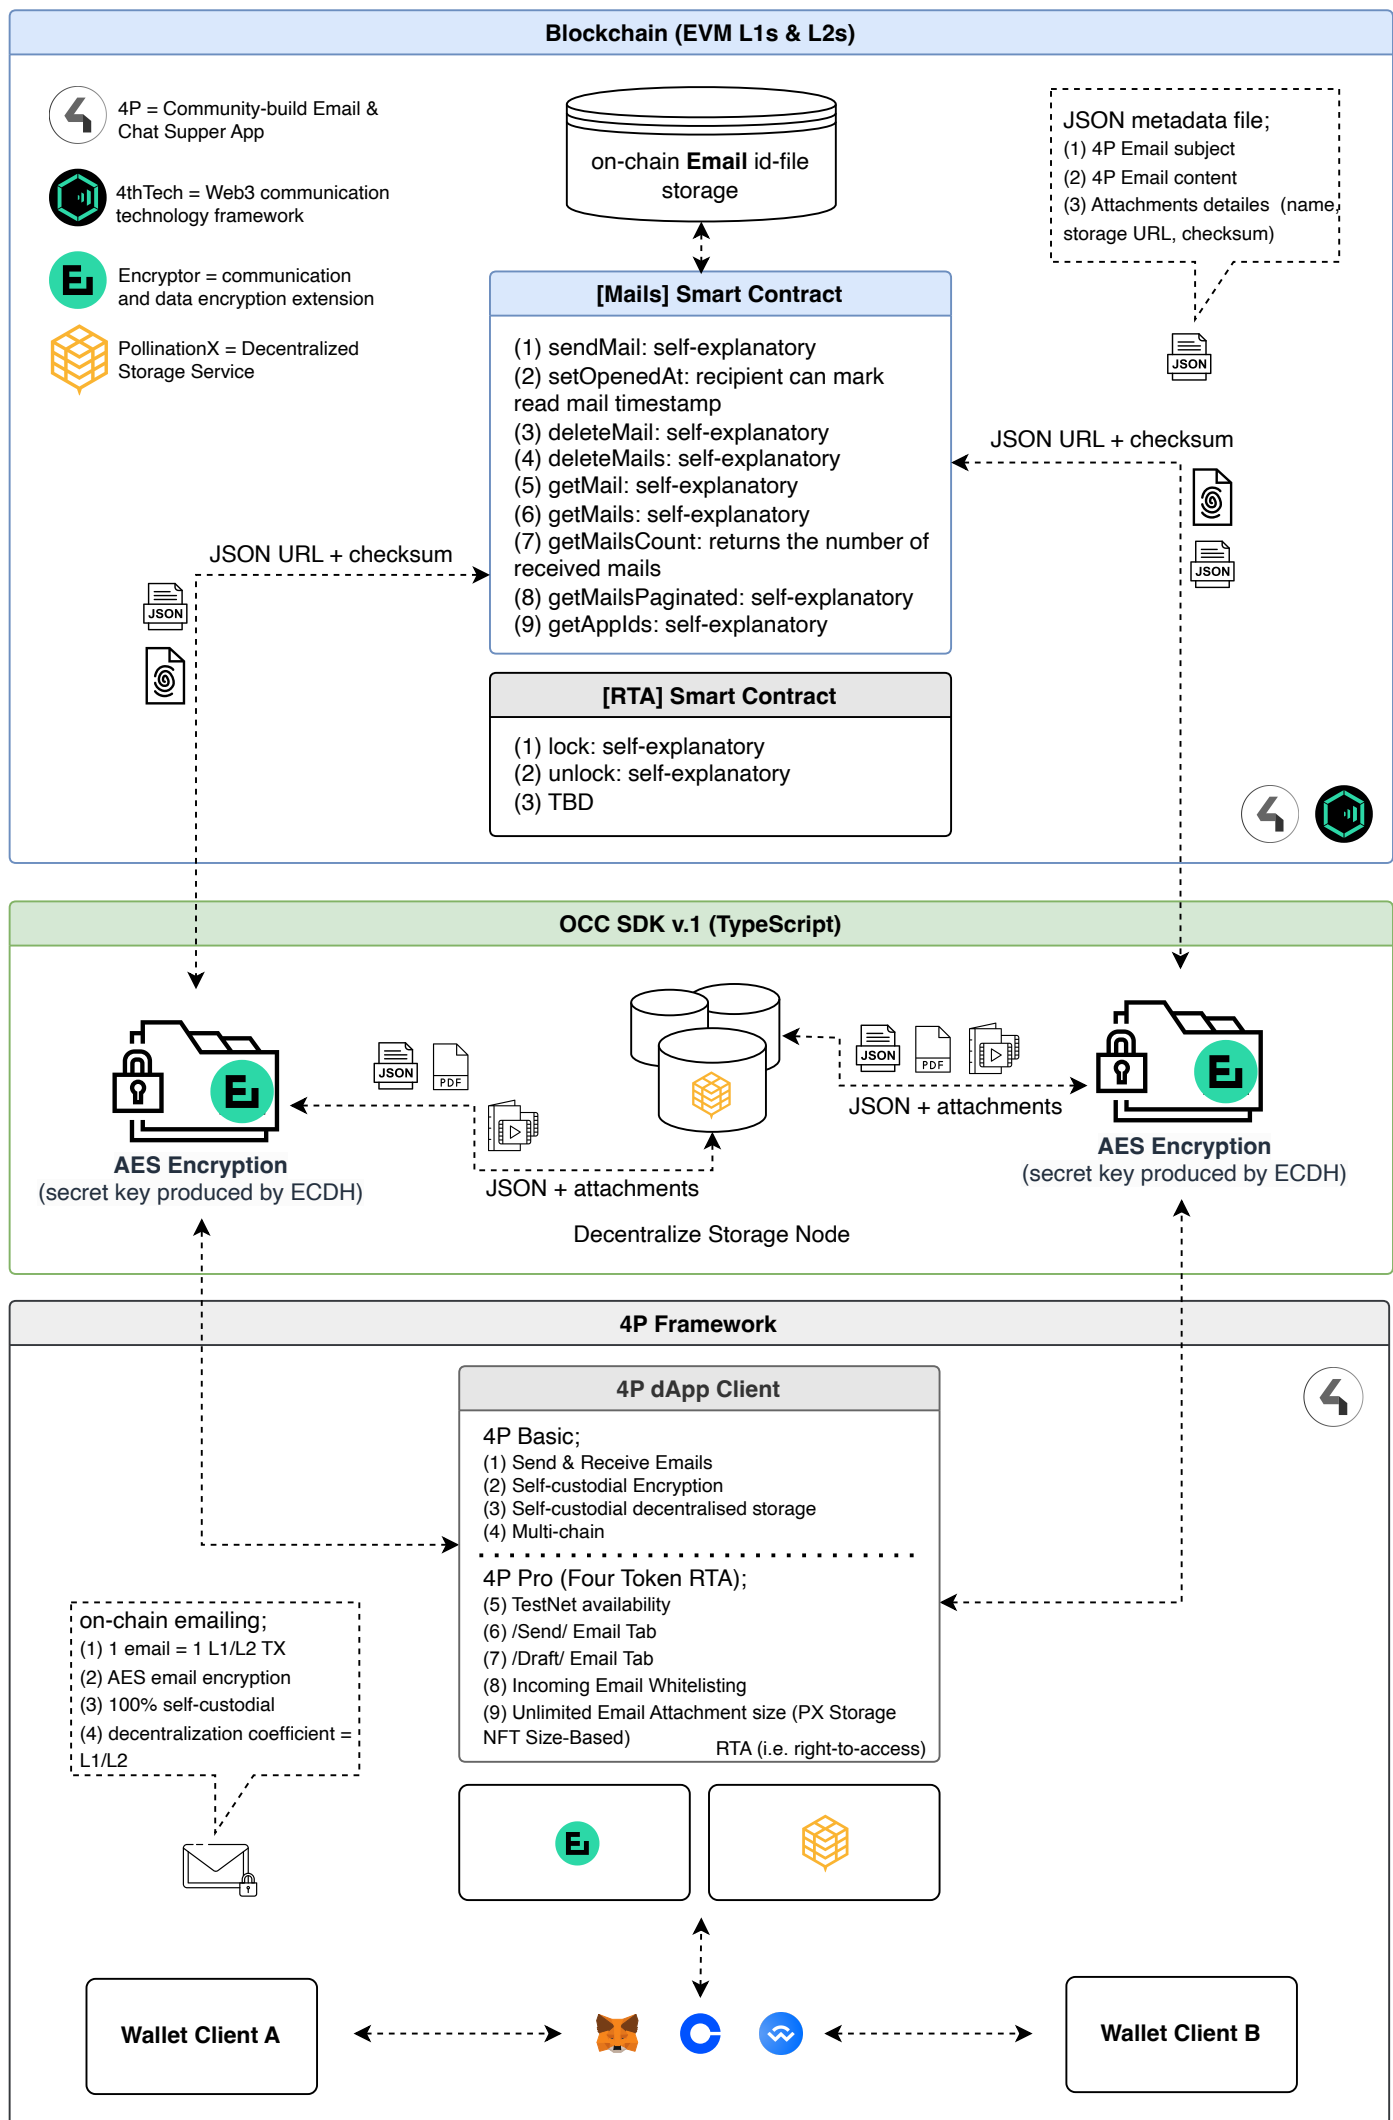 Blockchain (EVM L1s & L2s)
4P = Community-build Email &
Chat Supper App
4thTech = Web3 communication
technology framework
Encryptor = communication
and data encryption extension
PollinationX = Decentralized
Storage Service
on-chain Email id-file
storage
JSON metadata file;
(1) 4P Email subject
(2) 4P Email content
(3) Attachments detailes (name,
storage URL, checksum)
JSON
[Mails] Smart Contract
(1) sendMail: self-explanatory
(2) setOpenedAt: recipient can mark
read mail timestamp
(3) deleteMail: self-explanatory
(4) deleteMails: self-explanatory
(5) getMail: self-explanatory
(6) getMails: self-explanatory
(7) getMailsCount: returns the number of
received mails
(8) getMailsPaginated: self-explanatory
(9) getAppIds: self-explanatory
JSON URL + checksum
JSON
JSON URL + checksum
JSON
[RTA] Smart Contract
(1) lock: self-explanatory
(2) unlock: self-explanatory
(3) TBD
OCC SDK v.1 (TypeScript)
JSON
PDF
JSON
PDF
JSON + attachments
JSON + attachments
AES Encryption
(secret key produced by ECDH)
AES Encryption
(secret key produced by ECDH)
Decentralize Storage Node
4P Framework
4P dApp Client
4P Basic;
(1) Send & Receive Emails
(2) Self-custodial Encryption
(3) Self-custodial decentralised storage
(4) Multi-chain
4P Pro (Four Token RTA);
(5) TestNet availability
(6) /Send/ Email Tab
(7) /Draft/ Email Tab
(8) Incoming Email Whitelisting
(9) Unlimited Email Attachment size (PX Storage
NFT Size-Based)
RTA (i.e. right-to-access)
on-chain emailing;
(1) 1 email = 1 L1/L2 TX
(2) AES email encryption
(3) 100% self-custodial
(4) decentralization coefficient =
L1/L2
Wallet Client A
Wallet Client B